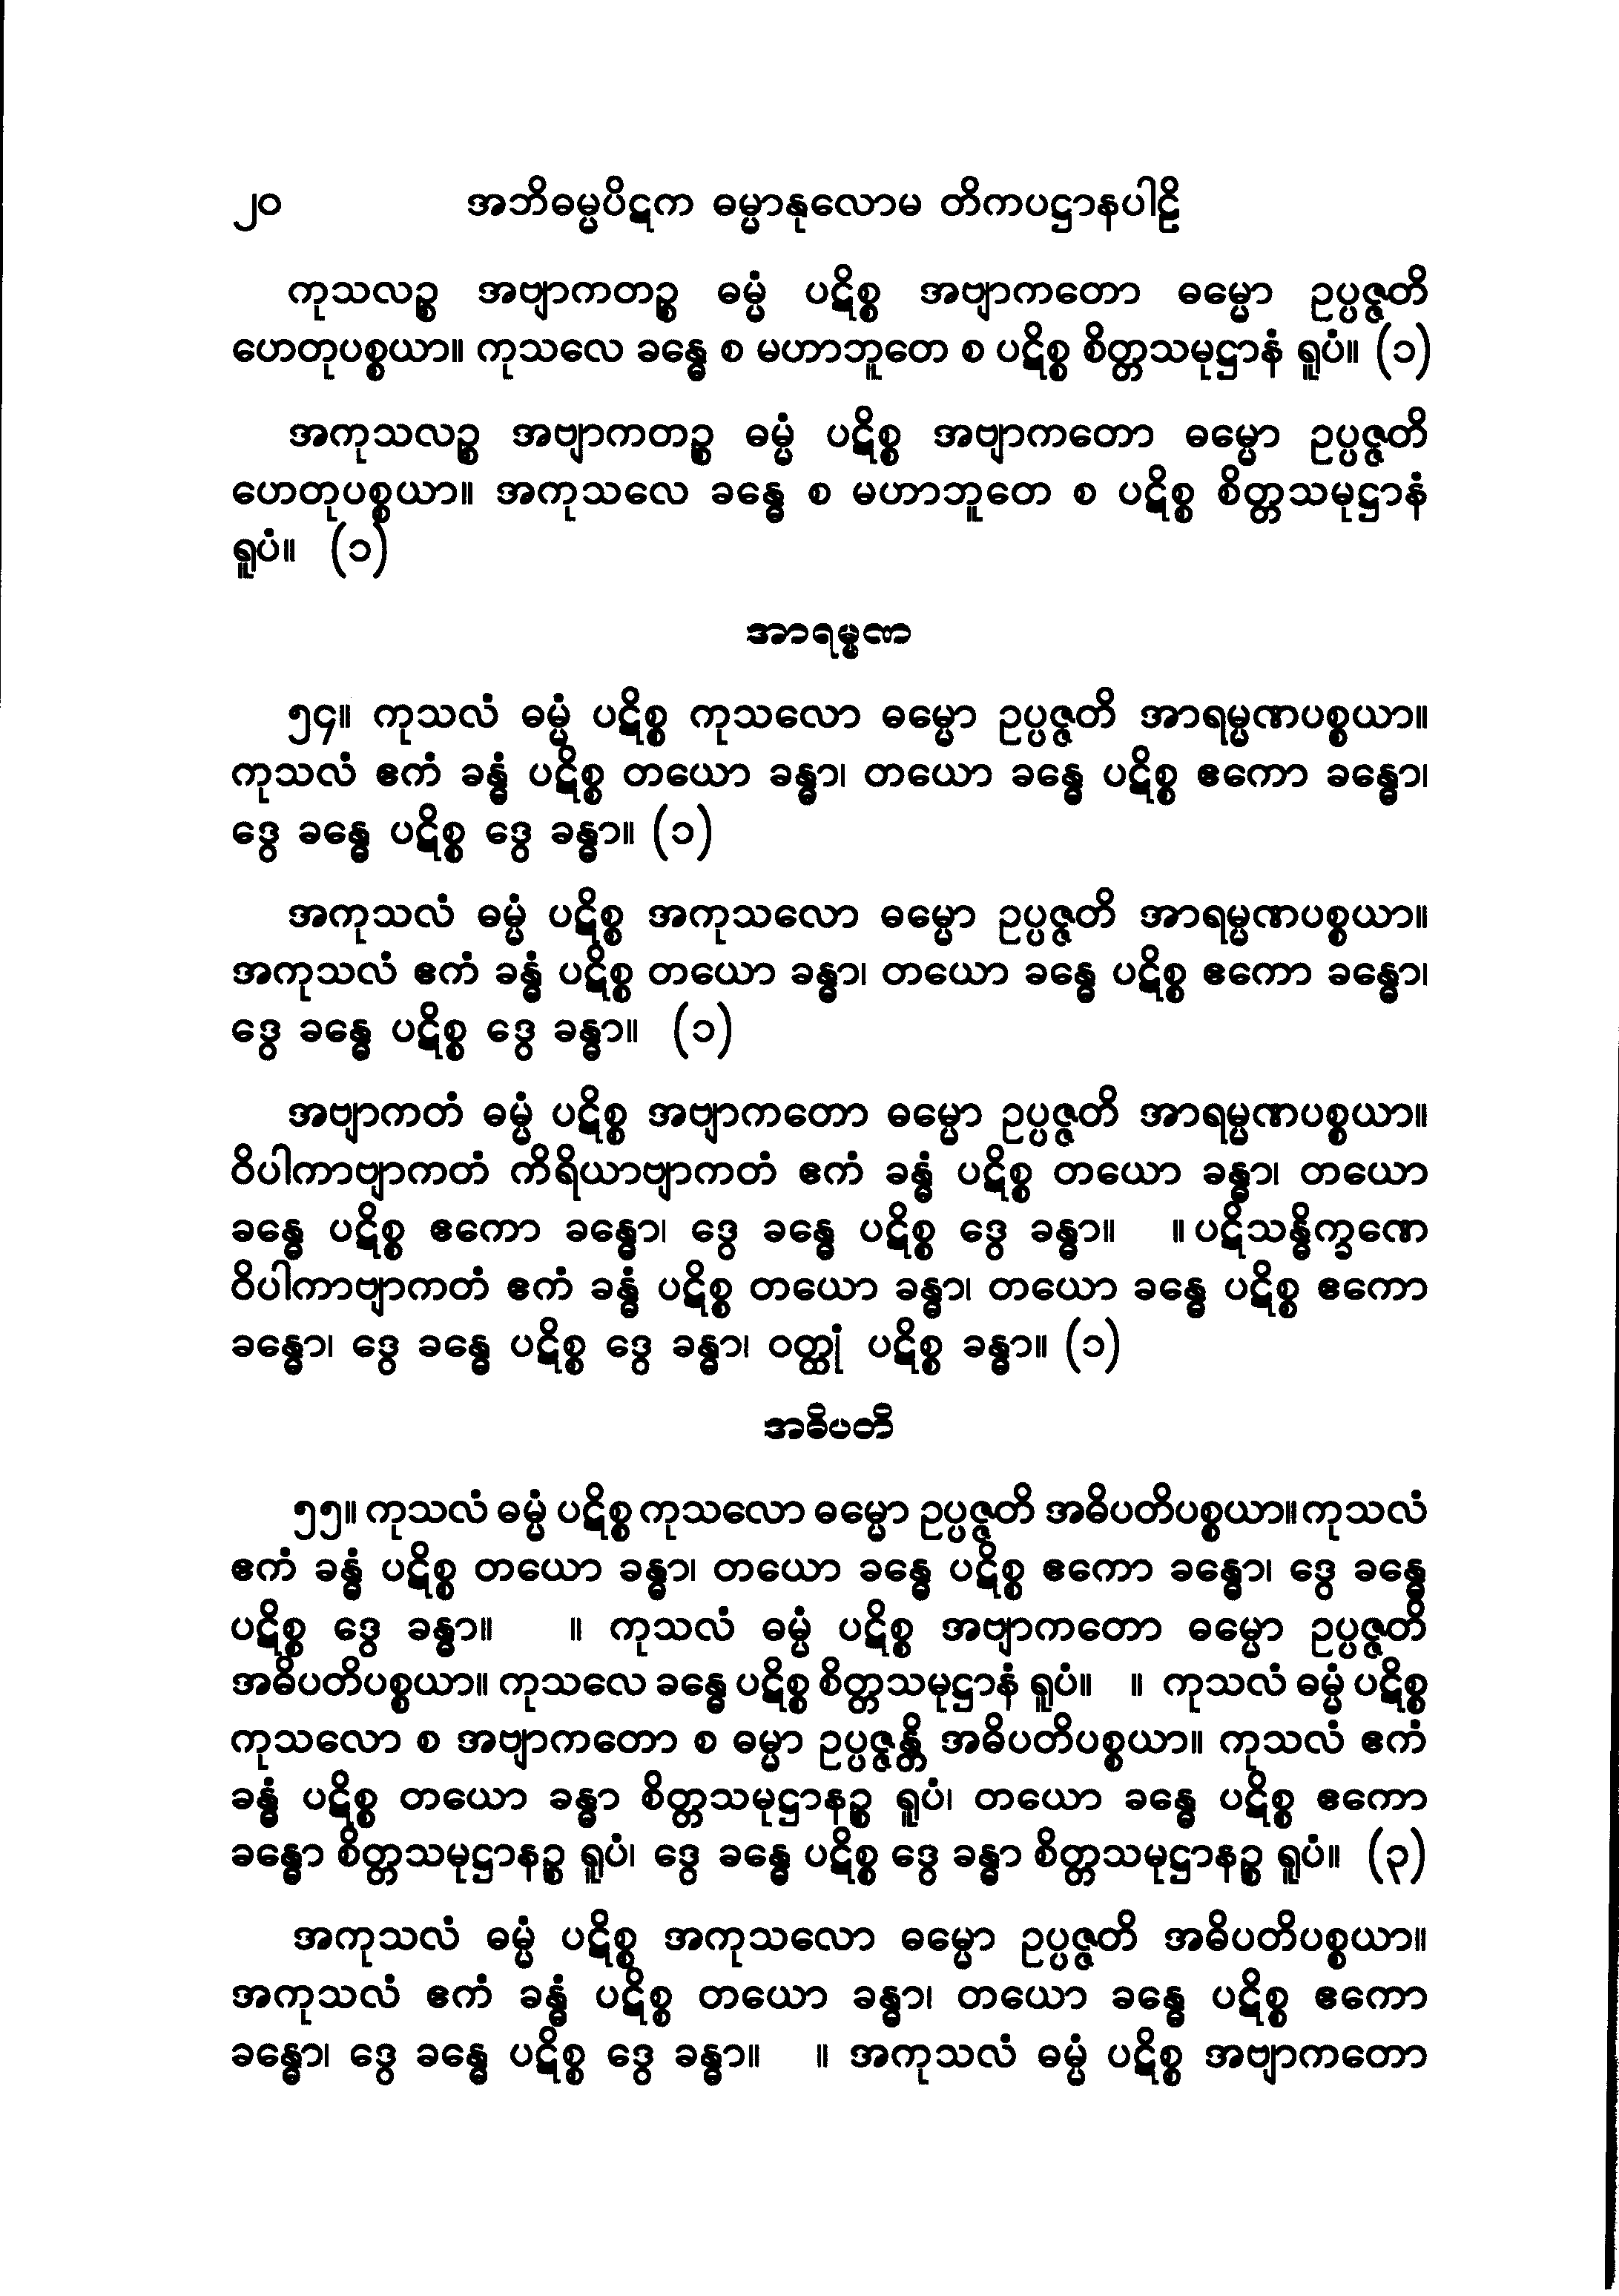 ၂၀ အဘိဓမ္မပိဋက ဓမ္မာနုလောမ တိကပဋ္ဌာနပါဠိ
ကုသလဉ္စ အဗျာကတဉ္စ ဓမ္မံ ပဋိစ္စ အဗျာကတော ဓမ္မော ဥပ္ပဇ္ဇတိ
ဟေတုပစ္စယာ။ ကုသလေ ခန္ဓေ စ မဟာဘူတေ စ ပဋိစ္စ စိတ္တသမုဋ္ဌာနံ ရူပံ။ (၁)
အကုသလဉ္စ အဗျာကတဉ္စ ဓမ္မံ ပဋိစ္စ အဗျာကတော ဓမ္မော ဥပ္ပဇ္ဇတိ
ဟေတုပစ္စယာ။ အကုသလေ ခန္ဓေ စ မဟာဘူတေ စ ပဋိစ္စ စိတ္တသမုဋ္ဌာနံ
ရူပံ။ (၁)
အာရမ္မဏ
၅၄။ ကုသလံ ဓမ္မံ ပဋိစ္စ ကုသလော ဓမ္မော ဥပ္ပဇ္ဇတိ အာရမ္မဏပစ္စယာ။
ကုသလံ ဧကံ ခန္ဓံ ပဋိစ္စ တယော ခန္ဓာ၊ တယော ခန္ဓေ ပဋိစ္စ ဧကော ခန္ဓော၊
ဒွေ ခန္ဓေ ပဋိစ္စ ဒွေ ခန္ဓာ။ (၁)
အကုသလံ ဓမ္မံ ပဋိစ္စ အကုသလော ဓမ္မော ဥပ္ပဇ္ဇတိ အာရမ္မဏပစ္စယာ။
အကုသလံ ဧကံ ခန္ဓံ ပဋိစ္စ တယော ခန္ဓာ၊ တယော ခန္ဓေ ပဋိစ္စ ဧကော ခန္ဓော၊
ဒွေ ခန္ဓေ ပဋိစ္စ ဒွေ ခန္ဓာ။ (၁)
အဗျာကတံ ဓမ္မံ ပဋိစ္စ အဗျာကတော ဓမ္မော ဥပ္ပဇ္ဇတိ အာရမ္မဏပစ္စယာ။
ဝိပါကာဗျာကတံ ကိရိယာဗျာကတံ ဧကံ ခန္ဓံ ပဋိစ္စ တယော ခန္ဓာ၊ တယော
ခန္ဓေ ပဋိစ္စ ဧကော ခန္ဓော၊ ဒွေ ခန္ဓေ ပဋိစ္စ ဒွေ ခန္ဓာ။ ။ ပဋိသန္ဓိက္ခဏေ
ဝိပါကာဗျာကတံ ဧကံ ခန္ဓံ ပဋိစ္စ တယော ခန္ဓာ၊ တယော ခန္ဓေ ပဋိစ္စ ဧကော
ခန္ဓော၊ ဒွေ ခန္ဓေ ပဋိစ္စ ဒွေ ခန္ဓာ၊ ဝတ္ထုံ ပဋိစ္စ ခန္ဓာ။ (၁)
အဓိပတိ
၅၅။ ကုသလံ ဓမ္မံ ပဋိစ္စ ကုသလော ဓမ္မော ဥပ္ပဇ္ဇတိ အဓိပတိပစ္စယာ။ ကုသလံ
ဧကံ ခန္ဓံ ပဋိစ္စ တယော ခန္ဓာ၊ တယော ခန္ဓေ ပဋိစ္စ ဧကော ခန္ဓော၊ ဒွေ ခန္ဓေ
ပဋိစ္စ ဒွေ ခန္ဓာ။ ။ ကုသလံ ဓမ္မံ ပဋိစ္စ အဗျာကတော ဓမ္မော ဥပ္ပဇ္ဇတိ
အဓိပတိပစ္စယာ။ ကုသလေ ခန္ဓေ ပဋိစ္စ စိတ္တသမုဋ္ဌာနံ ရူပံ။ ။ ကုသလံ ဓမ္မံ ပဋိစ္စ
ကုသလော စ အဗျာကတော စ ဓမ္မာ ဥပ္ပဇ္ဇန္တိ အဓိပတိပစ္စယာ။ ကုသလံ ဧကံ
ခန္ဓံ ပဋိစ္စ တယော ခန္ဓာ စိတ္တသမုဋ္ဌာနဉ္စ ရူပံ၊ တယော ခန္ဓေ ပဋိစ္စ ဧကော
ခန္ဓော စိတ္တသမုဋ္ဌာနဉ္စ ရူပံ၊ ဒွေ ခန္ဓေ ပဋိစ္စ ဒွေ ခန္ဓာ စိတ္တသမုဋ္ဌာနဉ္စ ရူပံ။ (၃)
အကုသလံ ဓမ္မံ ပဋိစ္စ အကုသလော ဓမ္မော ဥပ္ပဇ္ဇတိ အဓိပတိပစ္စယာ။
အကုသလံ ဧကံ ခန္ဓံ ပဋိစ္စ တယော ခန္ဓာ၊ တယော ခန္ဓေ ပဋိစ္စ ဧကော
ခန္ဓော၊ ဒွေ ခန္ဓေ ပဋိစ္စ ဒွေ ခန္ဓာ။ ။ အကုသလံ ဓမ္မံ ပဋိစ္စ အဗျာကတော